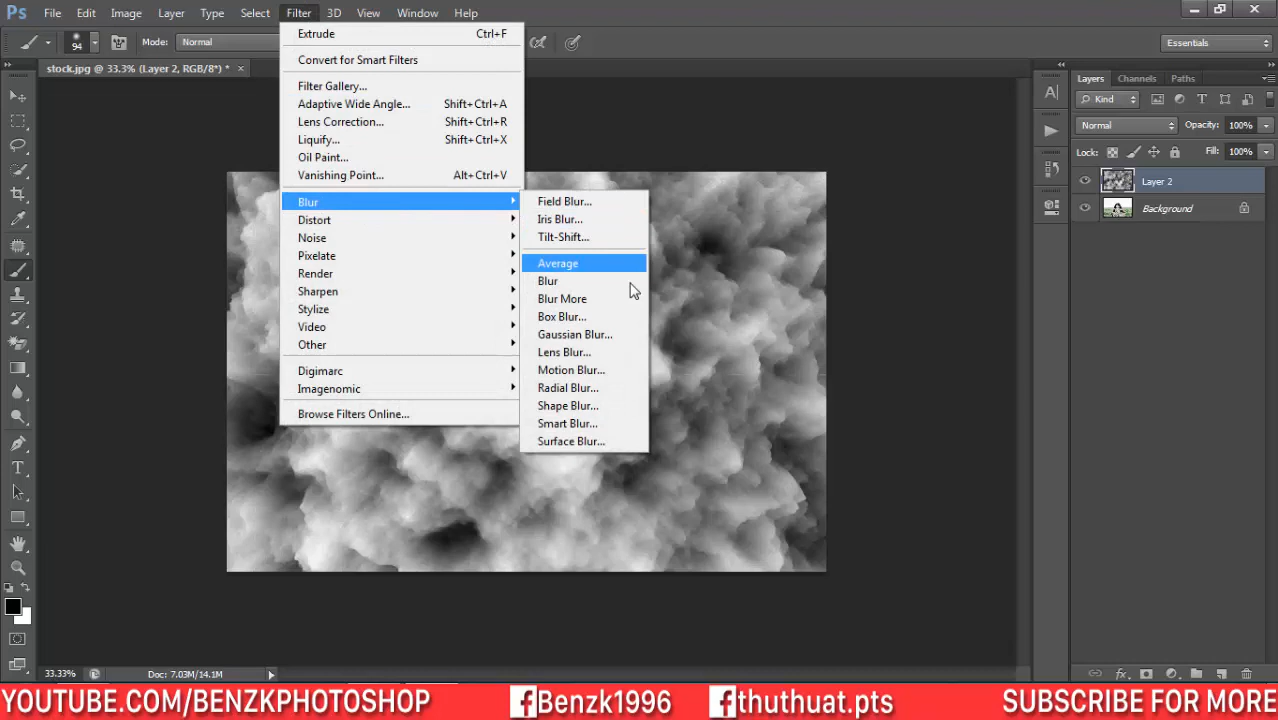 Ps File Edit Image Layer Type Select Filter 3D View Window Help
94 Mode: Normal Essentials
stock.jpg @ 33.3% (Layer 2, RGB/8*) * ×
Extrude Ctrl+F
Convert for Smart Filters
Filter Gallery...
Adaptive Wide Angle... Shift+Ctrl+A
Lens Correction... Shift+Ctrl+R
Liquify... Shift+Ctrl+X
Oil Paint...
Vanishing Point... Alt+Ctrl+V
Blur
Distort
Noise
Pixelate
Render
Sharpen
Stylize
Video
Other
Digimarc
Imagenomic
Browse Filters Online...
Field Blur...
Iris Blur...
Tilt-Shift...
Average
Blur
Blur More
Box Blur...
Gaussian Blur...
Lens Blur...
Motion Blur...
Radial Blur...
Shape Blur...
Smart Blur...
Surface Blur...
Layers Channels Paths
Kind
Normal Opacity: 100%
Lock: Fill: 100%
Layer 2
Background
33.33% Doc: 7.03M/14.1M
YOUTUBE.COM/BENZKPHOTOSHOP Benzk1996 thuthuat.pts SUBSCRIBE FOR MORE